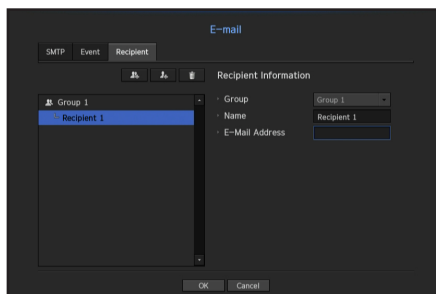 E-mail
SMTP Event Recipient
Recipient Information
Group 1
Recipient 1
Group Group 1
Name Recipient 1
E-Mail Address
OK Cancel